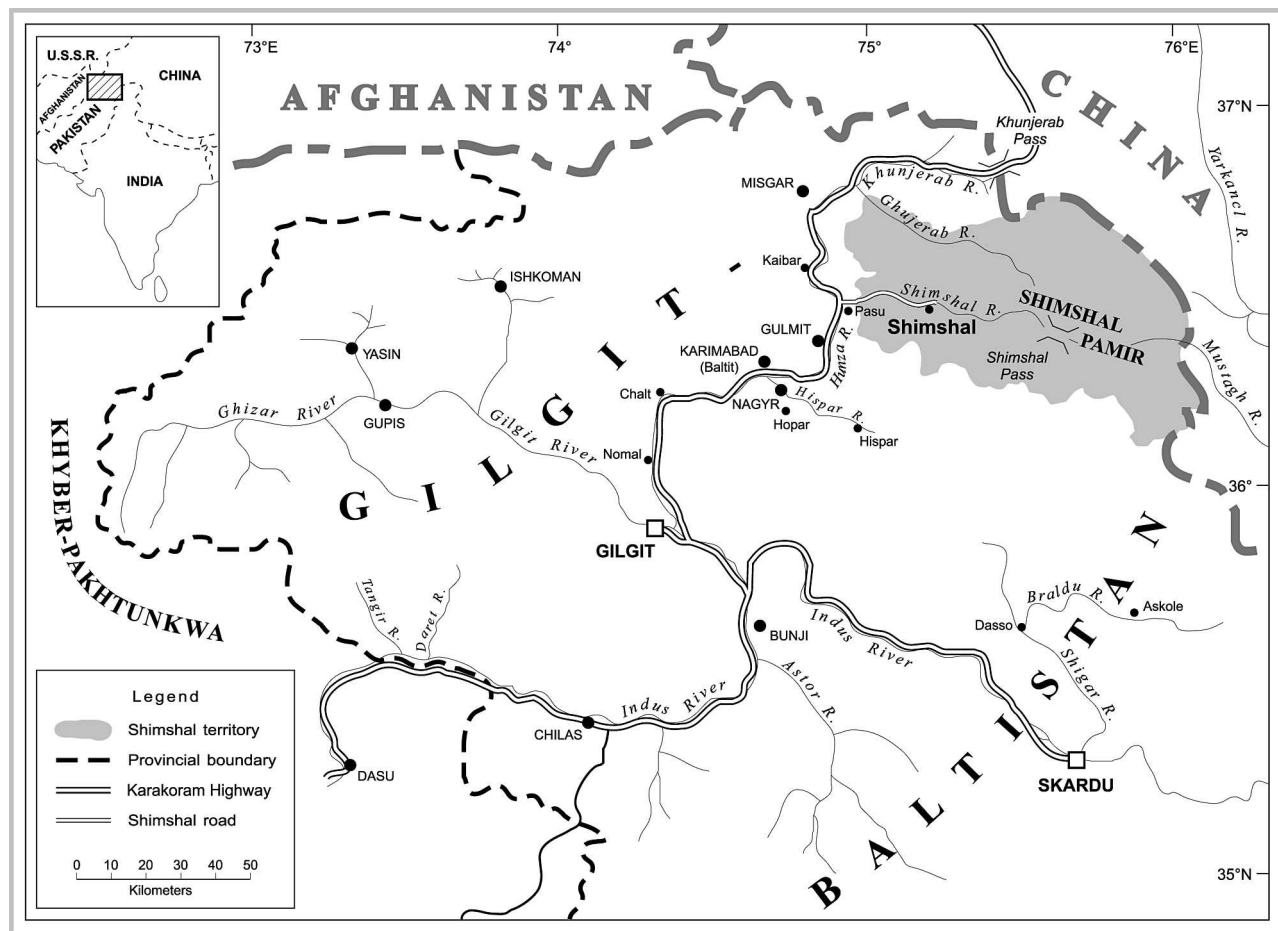 73°E
74°
75°
76°E
U.S.S.R.
CHINA
AFGHANISTAN
PAKISTAN
INDIA
AFGHANISTAN
CHINA
37°N
Khunjerab
Pass
Yarkancl R.
MISGAR
Khunjerab R.
Ghujerab R.
Kaibar
ISHKOMAN
Shimshal R.
SHIMSHAL
PAMIR
Pasu
Shimshal
GULMIT
Shimshal
Pass
Mustagh R.
YASIN
KARIMABAD
(Baltit)
Hunza R.
Chalt
NAGYR
Hispar R.
Hopar
Hispar
Ghizar River
GUPIS
Gilgit River
Nomal
GILGIT-
BALTISTAN
36°
GILGIT
KHYBER-PAKHTUNKWA
Tangir R.
Darel R.
Braldu R.
Askole
Dasso
BUNJI
Indus River
Shigar R.
Astor R.
Indus River
CHILAS
DASU
SKARDU
35°N
Legend
Shimshal territory
Provincial boundary
Karakoram Highway
Shimshal road
0 10 20 30 40 50
Kilometers